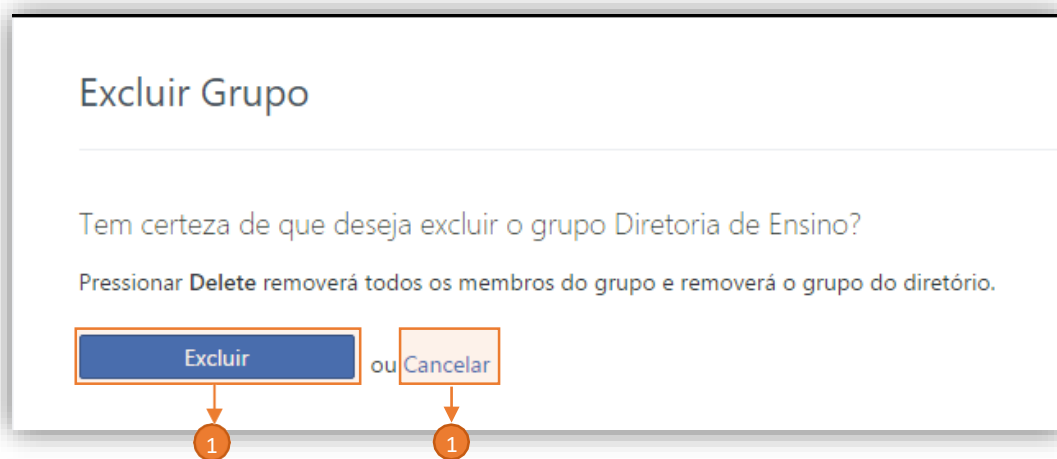 Excluir Grupo
Tem certeza de que deseja excluir o grupo Diretoria de Ensino?
Pressionar Delete removerá todos os membros do grupo e removerá o grupo do diretório.
Excluir ou Cancelar
1 1